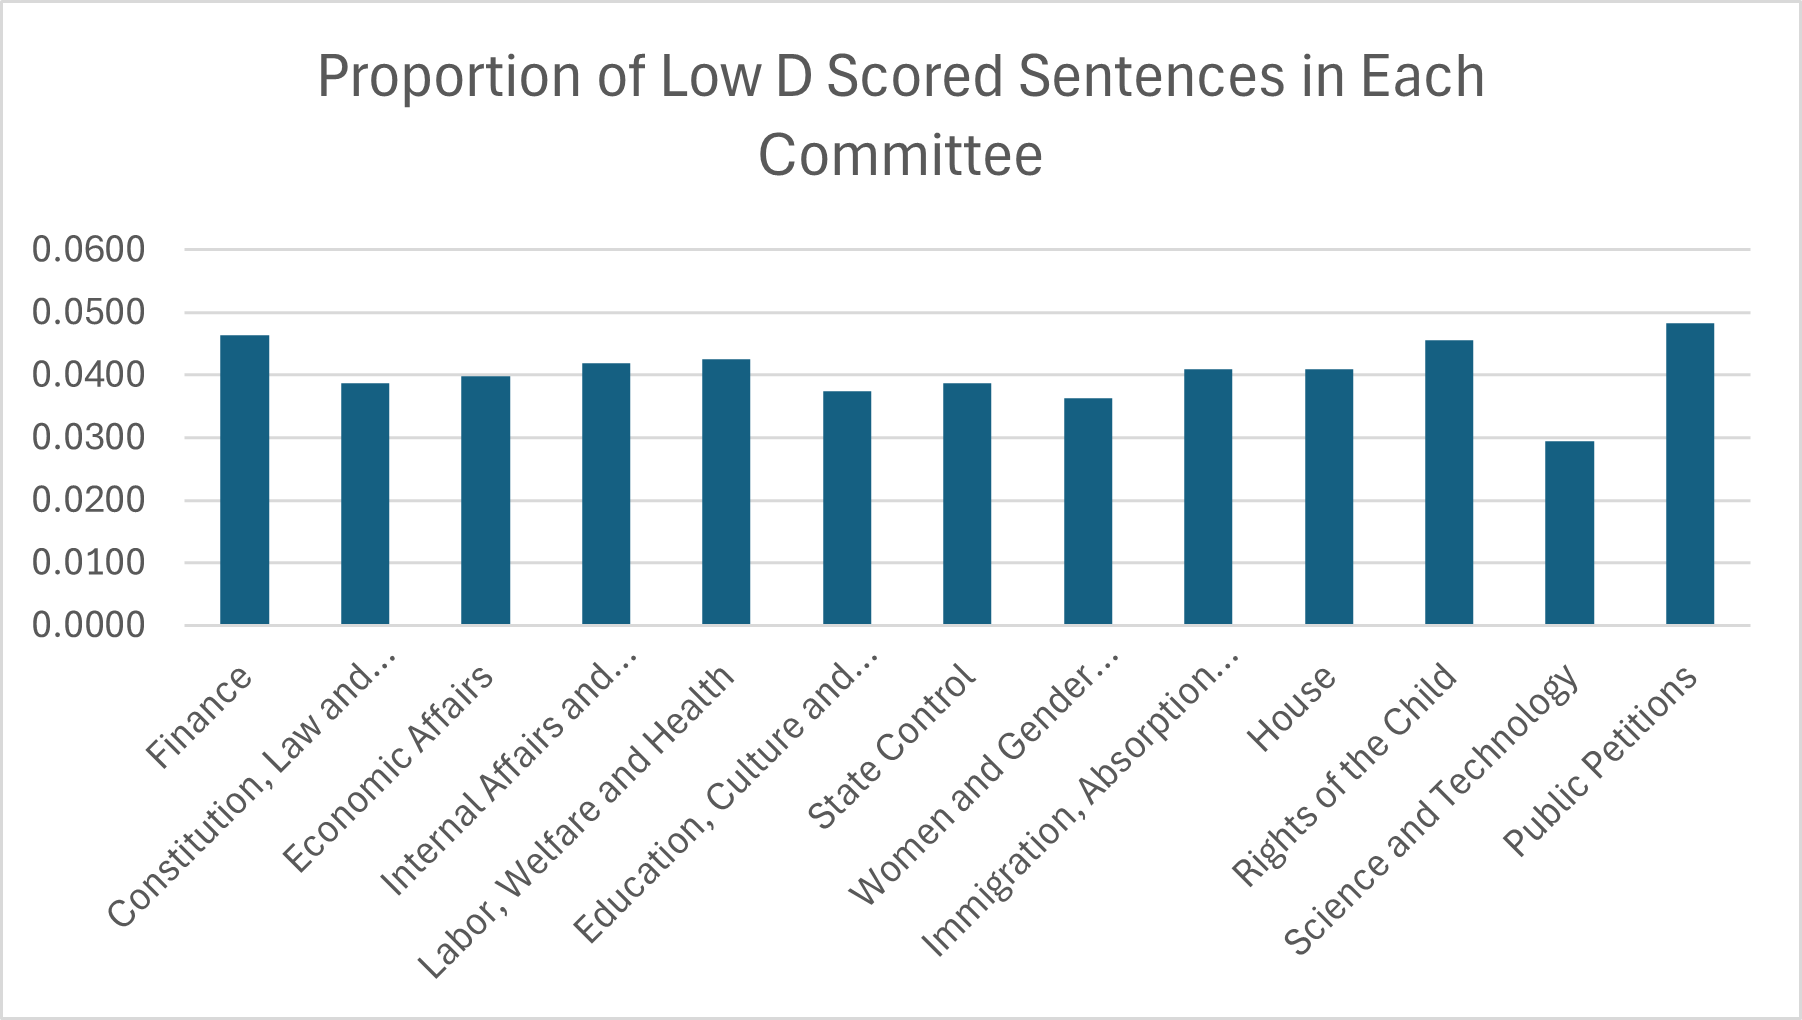 Proportion of Low D Scored Sentences in Each
Committee
0.0600
0.0500
0.0400
0.0300
0.0200
0.0100
0.0000
Finance
Constitution, Law and...
Economic Affairs
Internal Affairs and...
Labor, Welfare and Health
Education, Culture and...
State Control
Women and Gender...
Immigration, Absorption...
House
Rights of the Child
Science and Technology
Public Petitions